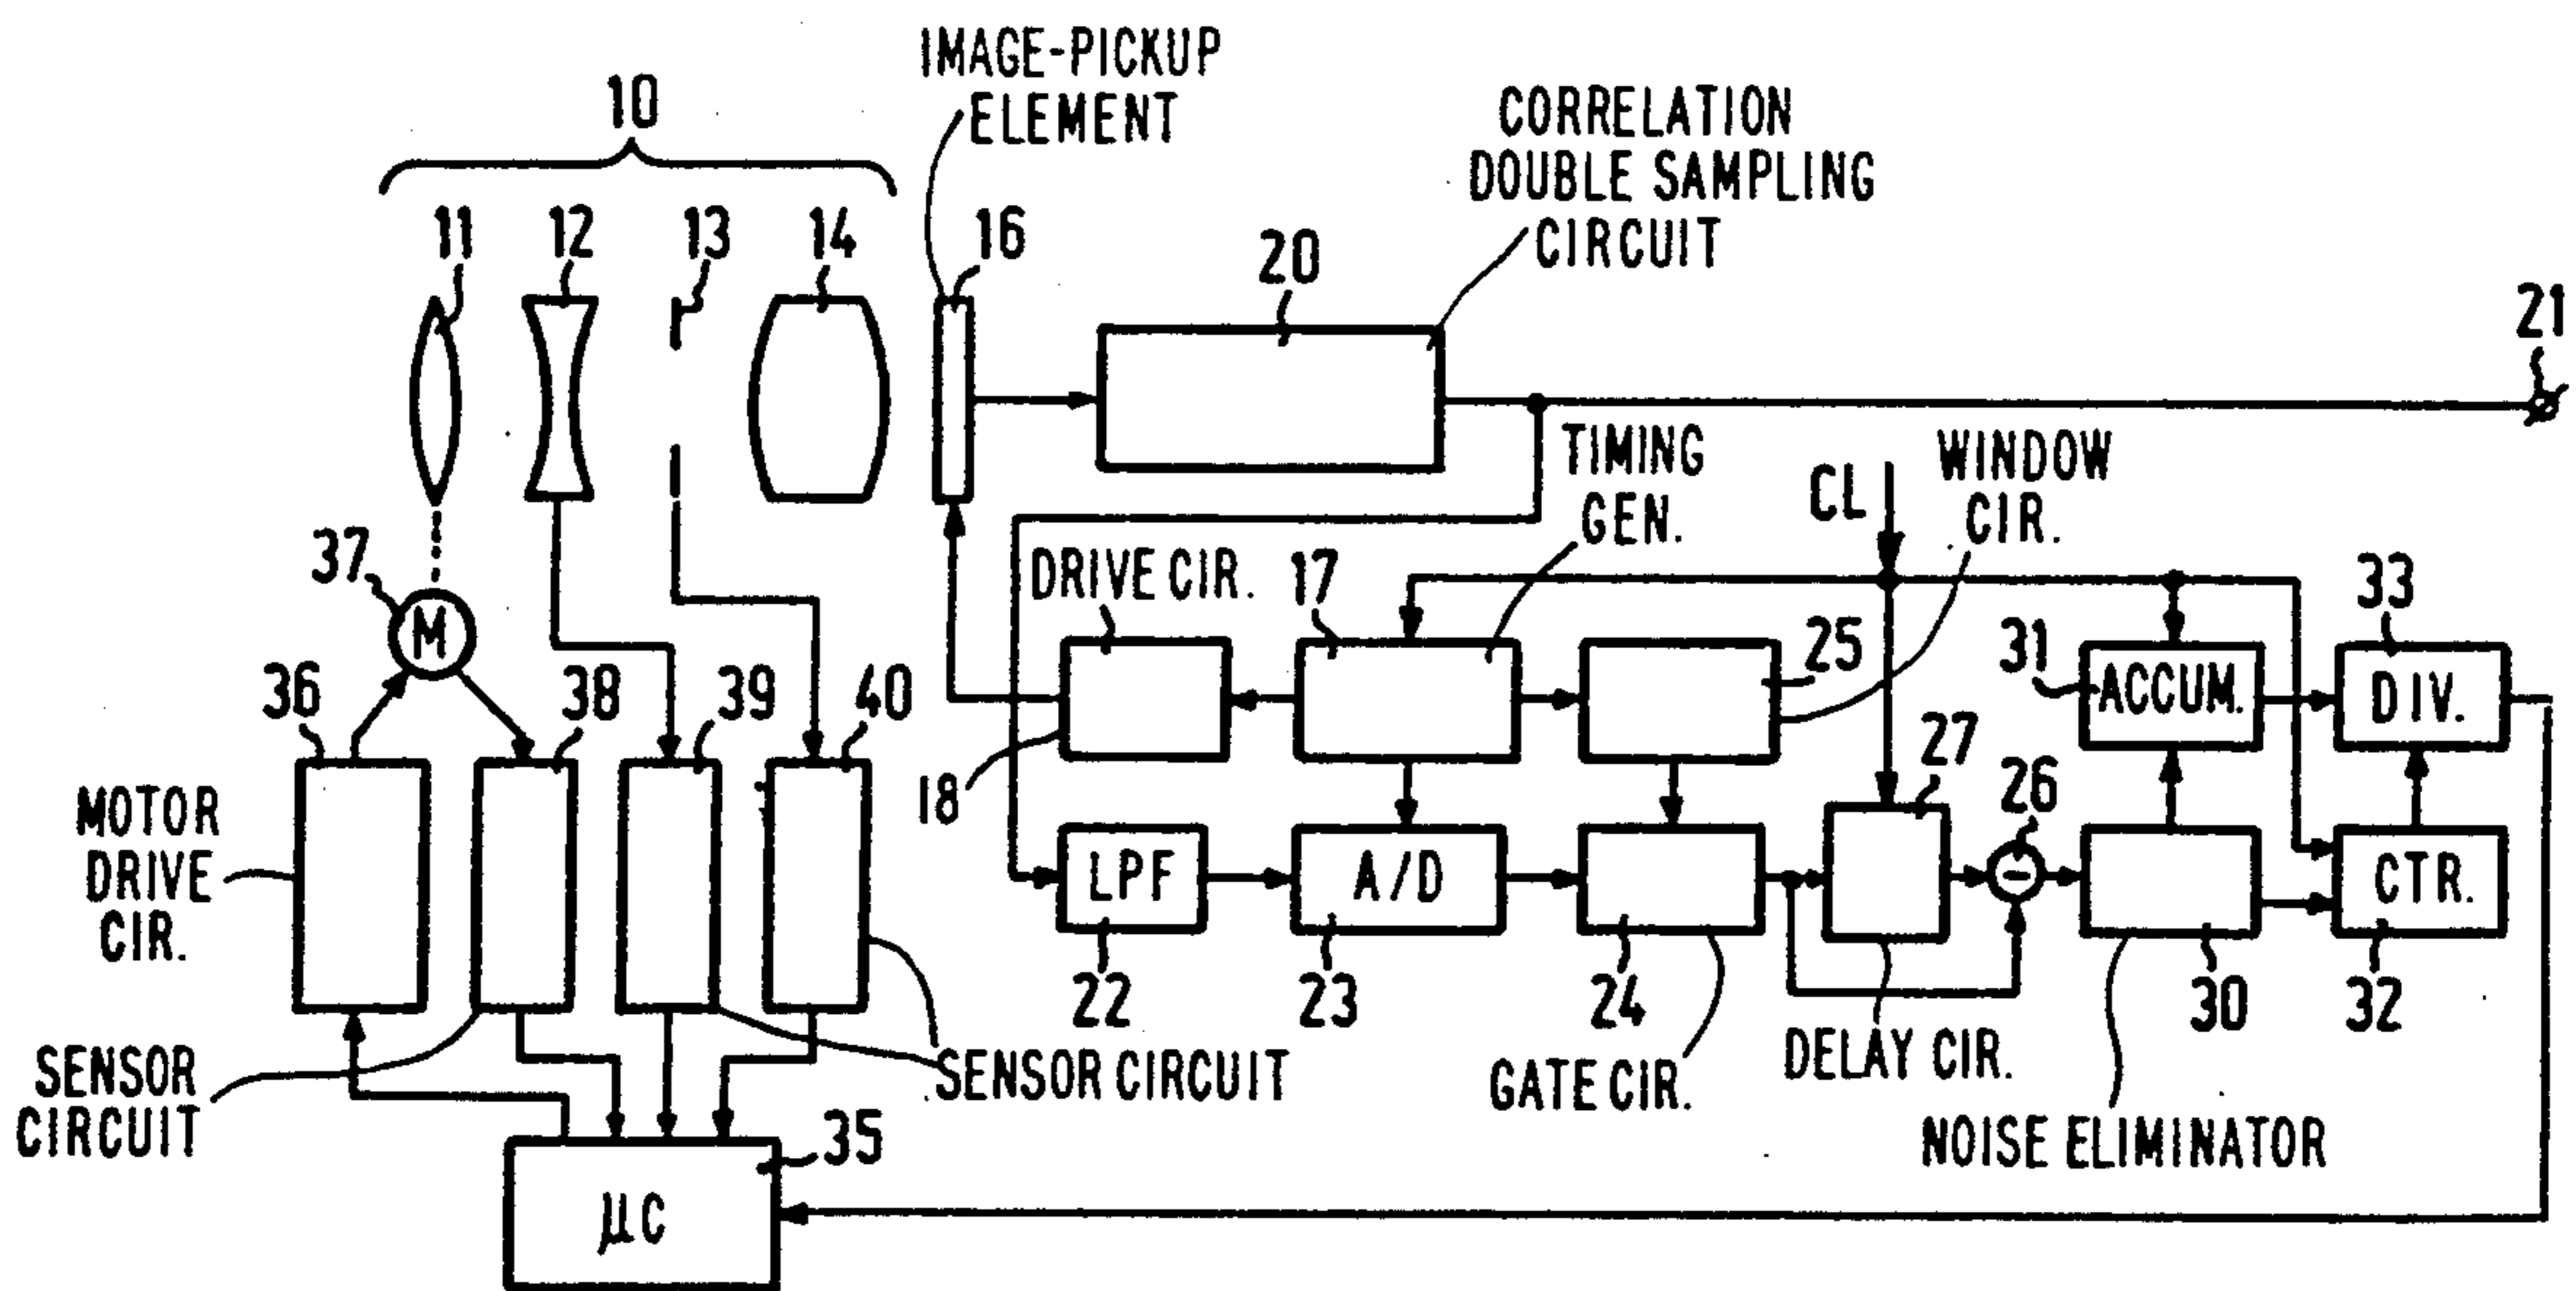 IMAGE-PICKUP
ELEMENT
10
CORRELATION
DOUBLE SAMPLING
CIRCUIT
11
12
13
14
16
20
21
TIMING
GEN.
CL
WINDOW
CIR.
37
M
DRIVE CIR.
17
25
31
ACCUM.
33
DIV.
36
38
39
40
18
27
26
MOTOR
DRIVE
CIR.
LPF
A/D
CTR.
22
23
24
30
32
SENSOR
CIRCUIT
SENSOR CIRCUIT
GATE CIR.
DELAY CIR.
NOISE ELIMINATOR
35
μC